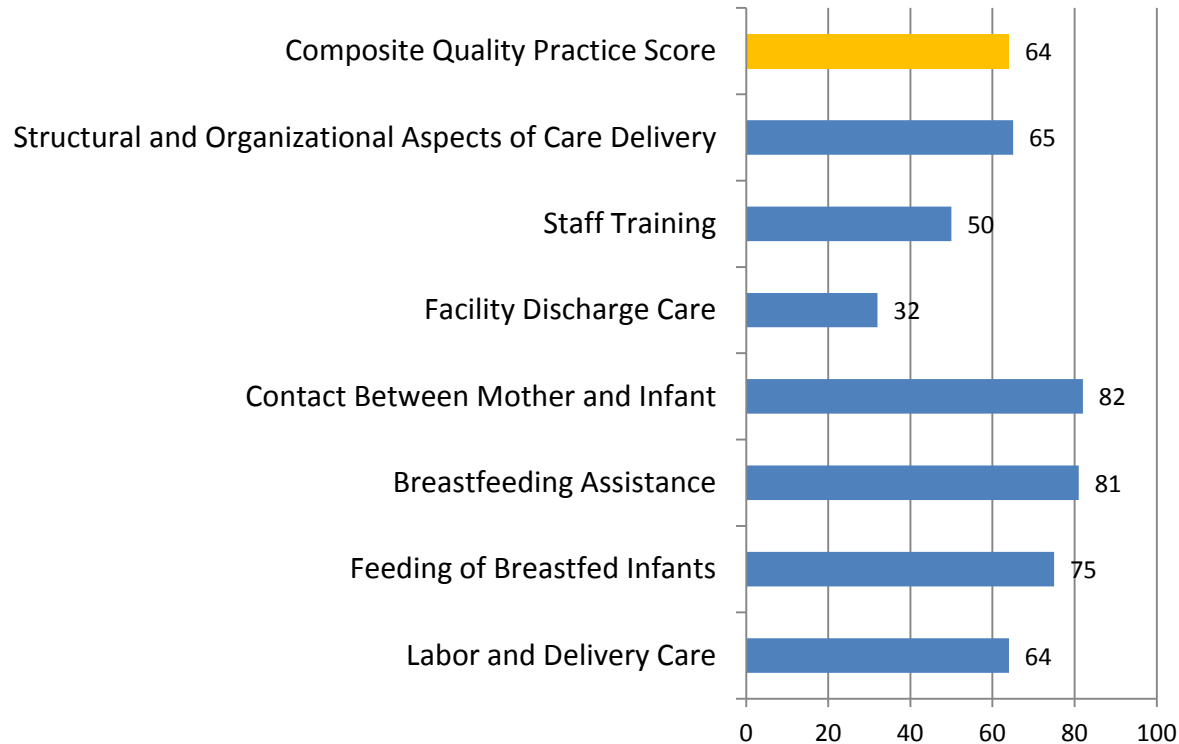 Composite Quality Practice Score 64
Structural and Organizational Aspects of Care Delivery 65
Staff Training 50
Facility Discharge Care 32
Contact Between Mother and Infant 82
Breastfeeding Assistance 81
Feeding of Breastfed Infants 75
Labor and Delivery Care 64
0 20 40 60 80 100